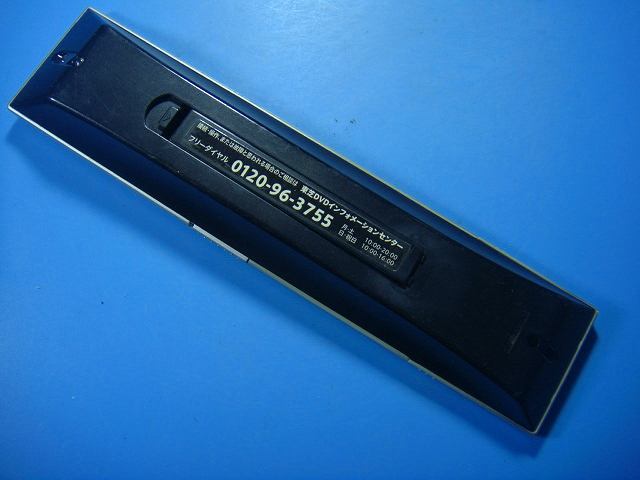 接続・操作、または故障と思われる場合のご相談は 東芝DVDインフォメーションセンター
フリーダイヤル 0120-96-3755 月-土 10:00-20:00
日・祝日 10:00-16:00